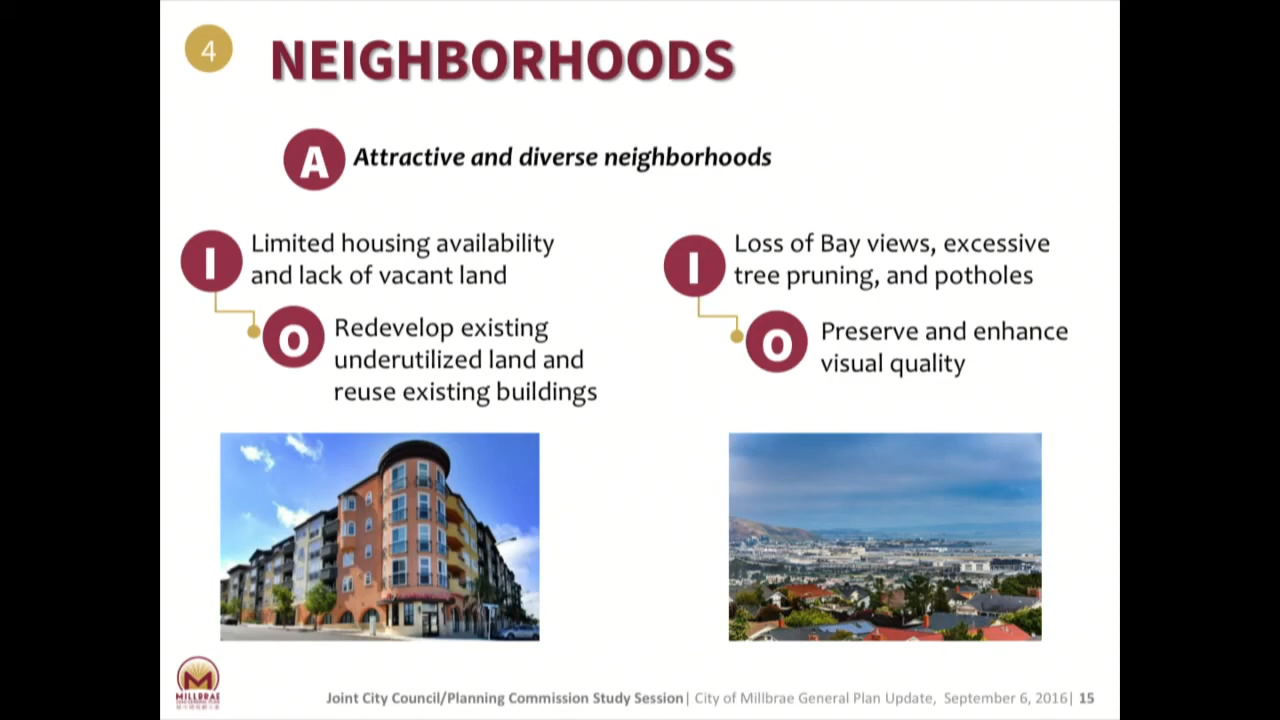 4
NEIGHBORHOODS
A
Attractive and diverse neighborhoods
I
Limited housing availability
and lack of vacant land
O
Redevelop existing
underutilized land and
reuse existing buildings
I
Loss of Bay views, excessive
tree pruning, and potholes
O
Preserve and enhance
visual quality
M
MILLBRAE
Joint City Council/Planning Commission Study Session| City of Millbrae General Plan Update, September 6, 2016| 15